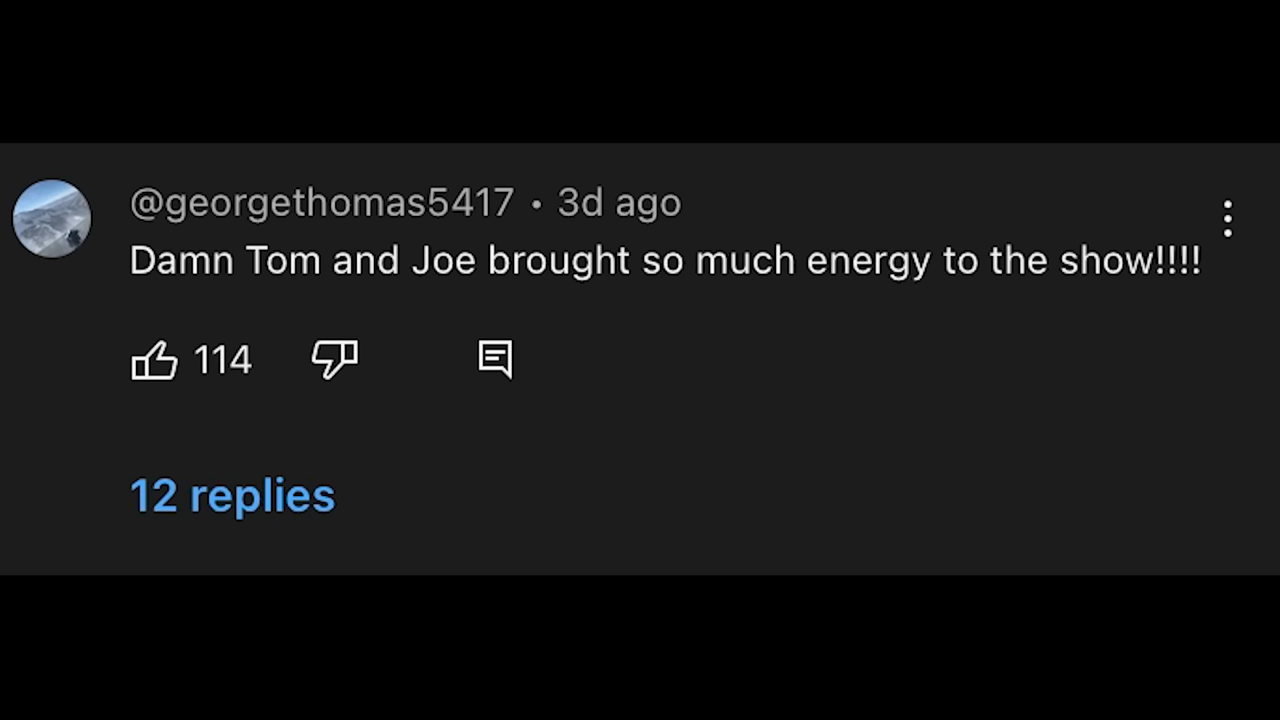 @georgethomas5417 • 3d ago
Damn Tom and Joe brought so much energy to the show!!!!
114
12 replies